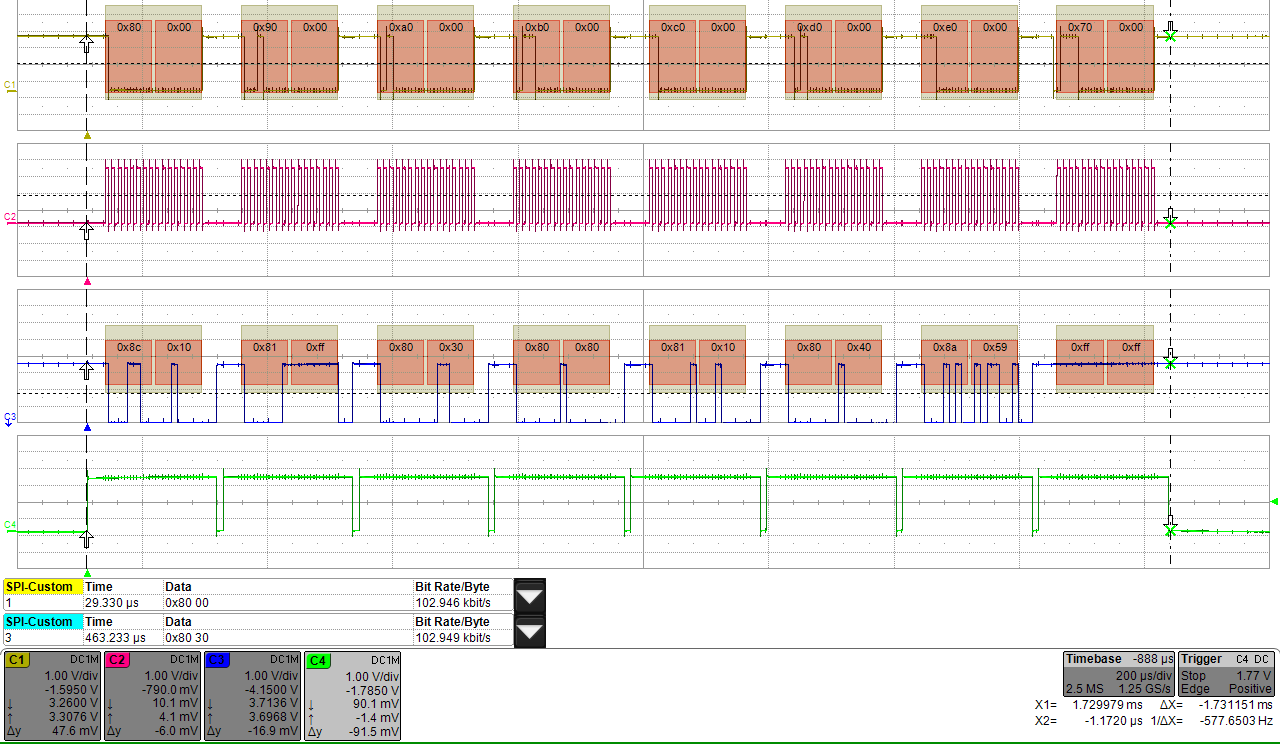 0x80 0x00 0x90 0x00 0xa0 0x00 0xb0 0x00 0xc0 0x00 0xd0 0x00 0xe0 0x00 0x70 0x00
C1
C2
0x8c 0x10 0x81 0xff 0x80 0x30 0x80 0x80 0x81 0x10 0x80 0x40 0x8a 0x59 0xff 0xff
C3
C4
SPI-Custom Time Data Bit Rate/Byte
1 29.330 µs 0x80 00 102.946 kbit/s
SPI-Custom Time Data Bit Rate/Byte
3 463.233 µs 0x80 30 102.949 kbit/s
C1 DC1M C2 DC1M C3 DC1M C4 DC1M Timebase -888 µs Trigger C4 DC
1.00 V/div 1.00 V/div 1.00 V/div 1.00 V/div 200 µs/div Stop 1.77 V
-1.5950 V -790.0 mV -4.1500 V -1.7850 V 2.5 MS 1.25 GS/s Edge Positive
↓ 3.2600 V ↓ 10.1 mV ↓ 3.7136 V ↓ 90.1 mV X1= 1.729979 ms ΔX= -1.731151 ms
↑ 3.3076 V ↑ 4.1 mV ↑ 3.6968 V ↑ -1.4 mV X2= -1.1720 µs 1/ΔX= -577.6503 Hz
Δy 47.6 mV Δy -6.0 mV Δy -16.9 mV Δy -91.5 mV